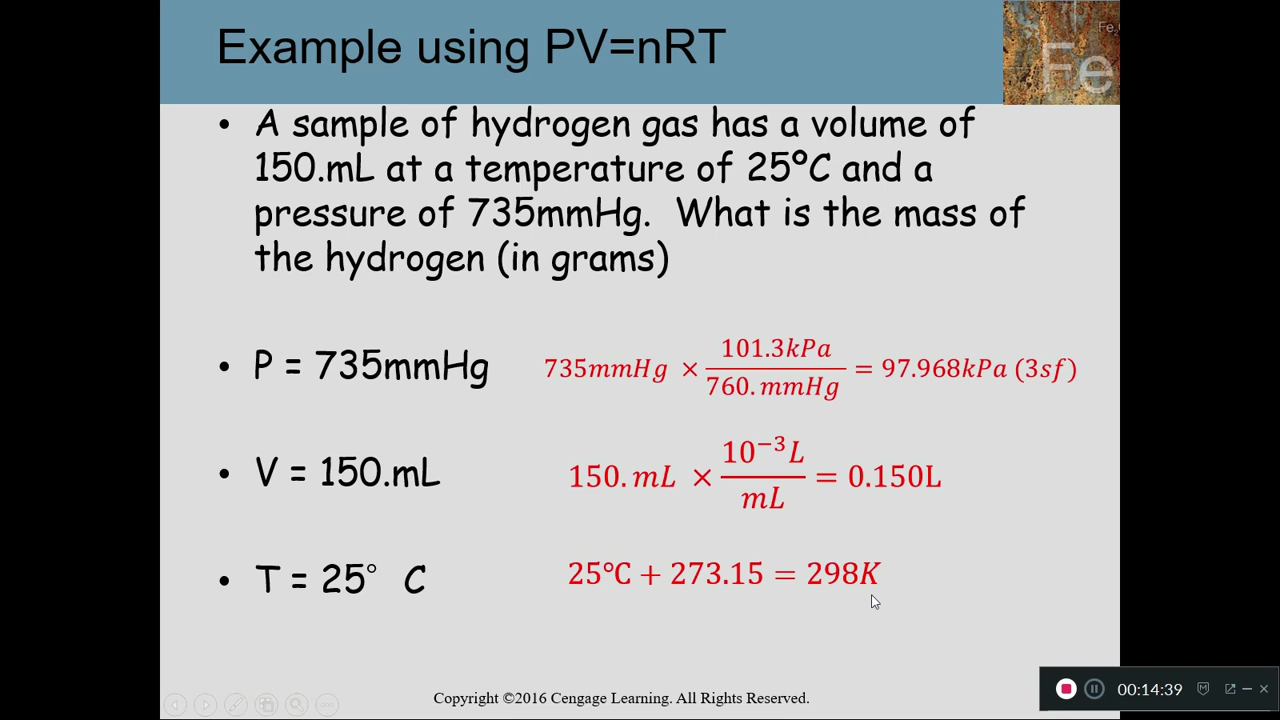 Example using PV=nRT
Fe
Fe
• A sample of hydrogen gas has a volume of
150.mL at a temperature of 25ºC and a
pressure of 735mmHg. What is the mass of
the hydrogen (in grams)
• P = 735mmHg
735mmHg × 101.3kPa / 760.mmHg = 97.968kPa (3sf)
• V = 150.mL
150.mL × 10⁻³L / mL = 0.150L
• T = 25° C
25℃ + 273.15 = 298K
Copyright ©2016 Cengage Learning. All Rights Reserved.
00:14:39